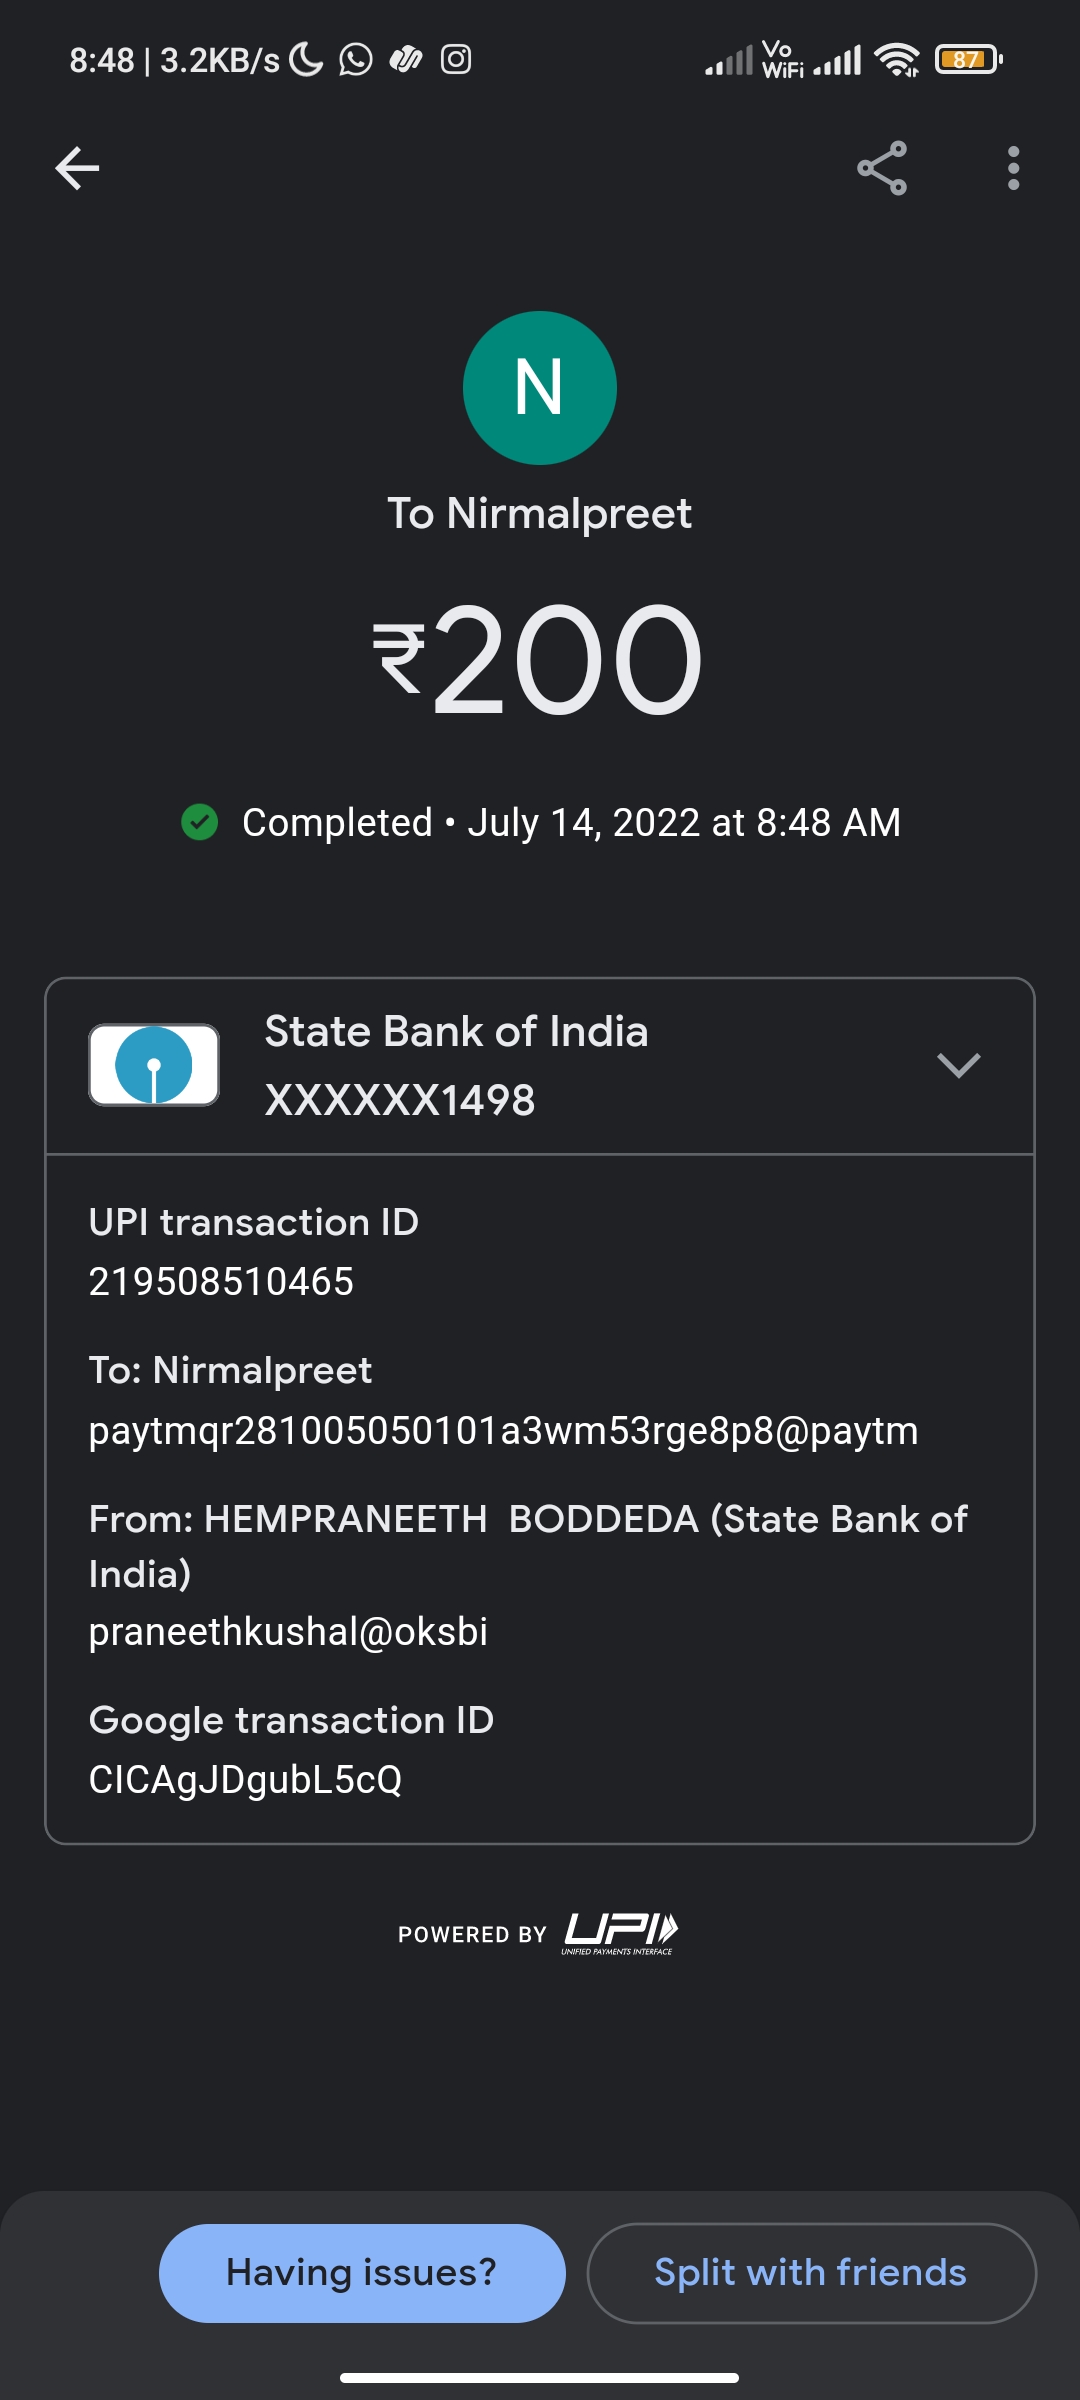 8:48 | 3.2KB/s
Vo
WiFi
87
N
To Nirmalpreet
₹200
Completed • July 14, 2022 at 8:48 AM
State Bank of India
XXXXXX1498
UPI transaction ID
219508510465
To: Nirmalpreet
paytmqr281005050101a3wm53rge8p8@paytm
From: HEMPRANEETH  BODDEDA (State Bank of
India)
praneethkushal@oksbi
Google transaction ID
CICAgJDgubL5cQ
POWERED BY UPI
UNIFIED PAYMENTS INTERFACE
Having issues?
Split with friends